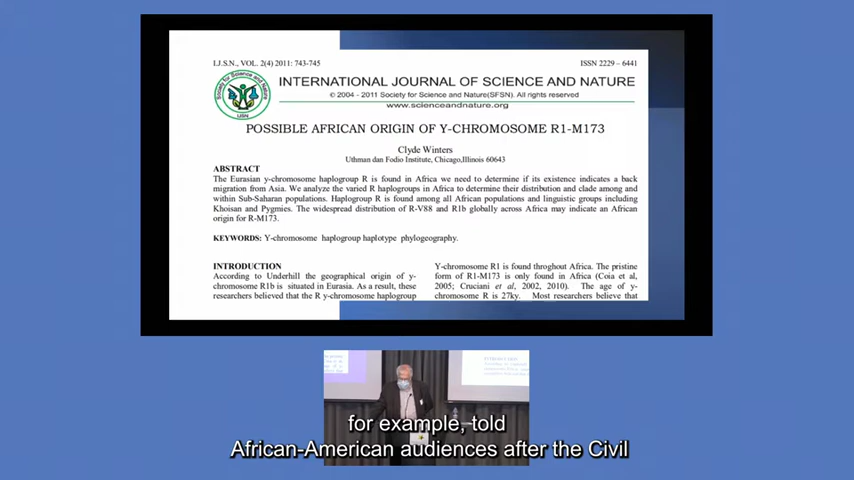 I.J.S.N., VOL. 2(4) 2011: 743-745
ISSN 2229 – 6441
INTERNATIONAL JOURNAL OF SCIENCE AND NATURE
© 2004 - 2011 Society for Science and Nature(SFSN). All rights reserved
www.scienceandnature.org
POSSIBLE AFRICAN ORIGIN OF Y-CHROMOSOME R1-M173
Clyde Winters
Uthman dan Fodio Institute, Chicago,Illinois 60643
ABSTRACT
The Eurasian y-chromosome haplogroup R is found in Africa we need to determine if its existence indicates a back
migration from Asia. We analyze the varied R haplogroups in Africa to determine their distribution and clade among and
within Sub-Saharan populations. Haplogroup R is found among all African populations and linguistic groups including
Khoisan and Pygmies. The widespread distribution of R-V88 and R1b globally across Africa may indicate an African
origin for R-M173.
KEYWORDS: Y-chromosome haplogroup haplotype phylogeography.
INTRODUCTION
According to Underhill the geographical origin of y-
chromosome R1b is situated in Eurasia. As a result, these
researchers believed that the R y-chromosome haplogroup
Y-chromosome R1 is found throghout Africa. The pristine
form of R1-M173 is only found in Africa (Coia et al,
2005; Cruciani et al, 2002, 2010). The age of y-
chromosome R is 27ky. Most researchers believe that
for example, told
African-American audiences after the Civil